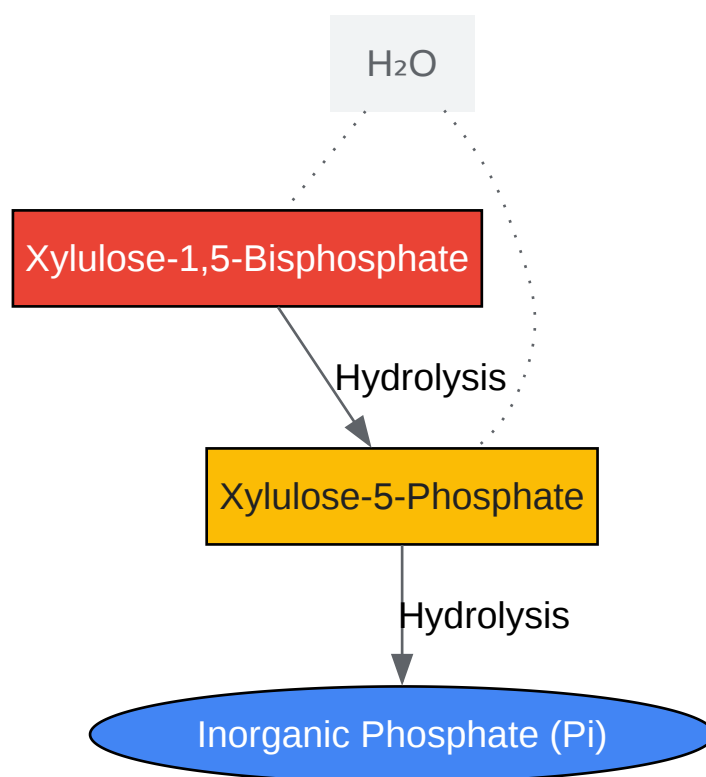 H₂O
Xylulose-1,5-Bisphosphate
Hydrolysis
Xylulose-5-Phosphate
Hydrolysis
Inorganic Phosphate (Pi)